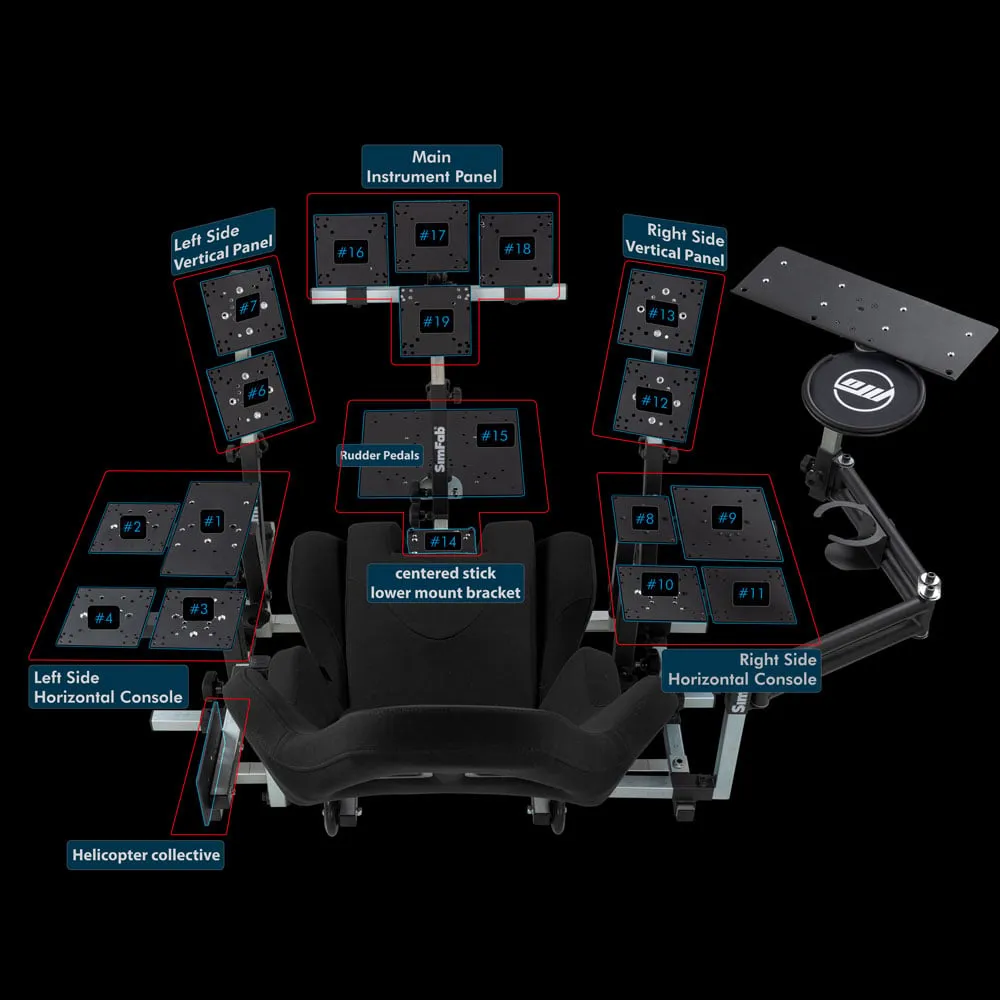 Main
Instrument Panel
#16
#17
#18
#19
Left Side
Vertical Panel
#7
#6
Right Side
Vertical Panel
#13
#12
Rudder Pedals
#15
SimFab
#14
centered stick
lower mount bracket
#2
#1
#4
#3
Left Side
Horizontal Console
#8
#9
#10
#11
Right Side
Horizontal Console
Helicopter collective